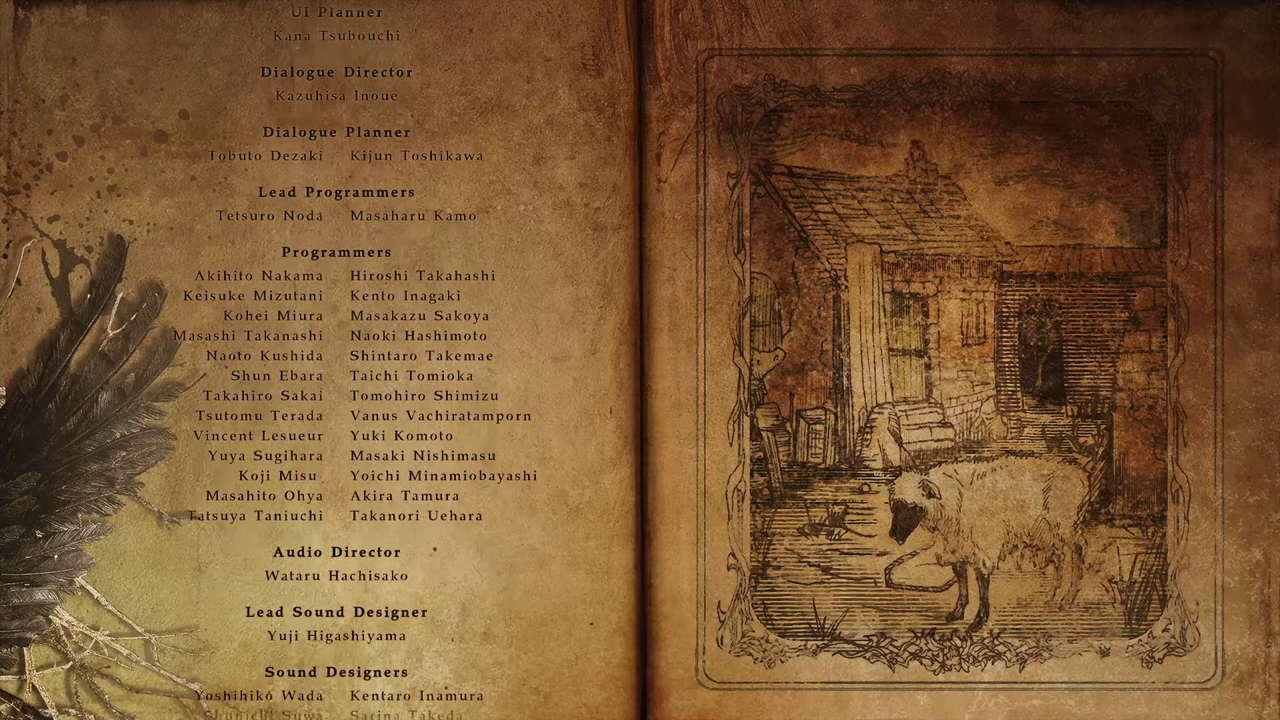 UI Planner
Kana Tsubouchi
Dialogue Director
Kazuhisa Inoue
Dialogue Planner
Tobuto Dezaki Kijun Toshikawa
Lead Programmers
Tetsuro Noda Masaharu Kamo
Programmers
Akihito Nakama Hiroshi Takahashi
Keisuke Mizutani Kento Inagaki
Kohei Miura Masakazu Sakoya
Masashi Takanashi Naoki Hashimoto
Naoto Kushida Shintaro Takemae
Shun Ebara Taichi Tomioka
Takahiro Sakai Tomohiro Shimizu
Tsutomu Terada Vanus Vachiratamporn
Vincent Lesueur Yuki Komoto
Yuya Sugihara Masaki Nishimasu
Koji Misu Yoichi Minamiobayashi
Masahito Ohya Akira Tamura
Tatsuya Taniuchi Takanori Uehara
Audio Director
Wataru Hachisako
Lead Sound Designer
Yuji Higashiyama
Sound Designers
Yoshihiko Wada Kentaro Inamura
Shunichi Suwa Sarina Takeda